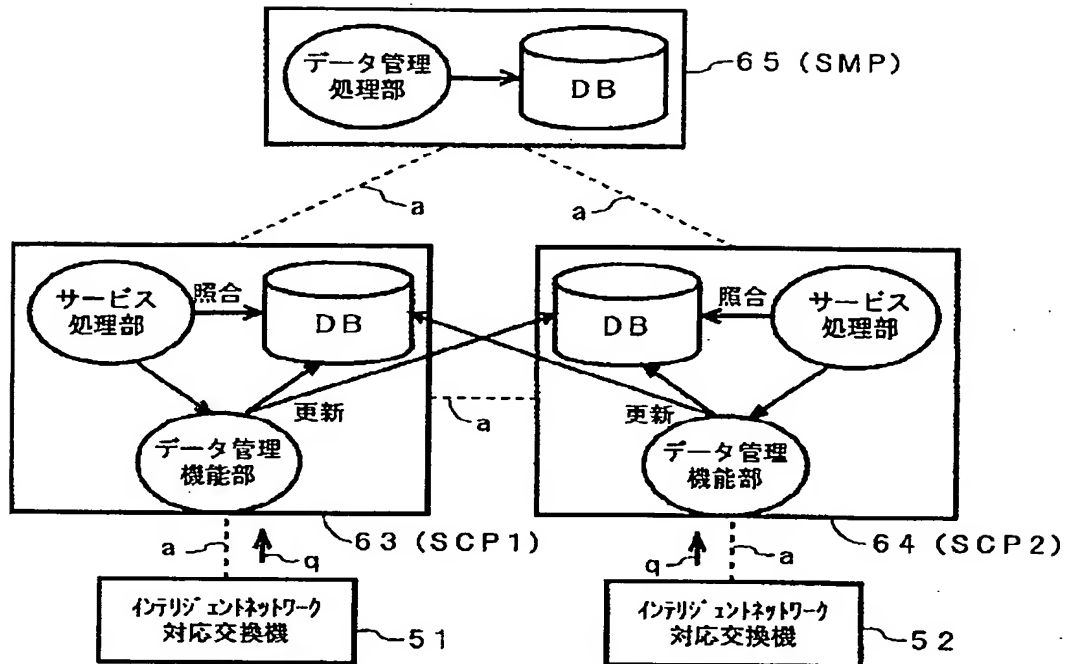 データ管理
処理部
DB
65 (SMP)
a
a
サービス
処理部
照合
DB
更新
データ管理
機能部
a
DB
照合
サービス
処理部
更新
データ管理
機能部
63 (SCP1)
64 (SCP2)
a
q
q
a
インテリジェントネットワーク
対応交換機
51
インテリジェントネットワーク
対応交換機
52